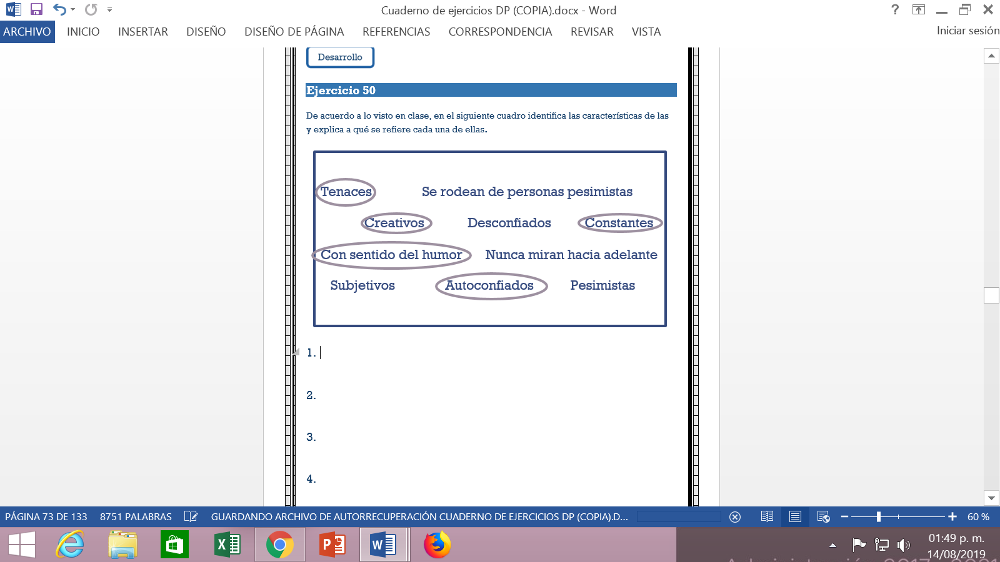 Cuaderno de ejercicios DP (COPIA).docx - Word
ARCHIVO INICIO INSERTAR DISEÑO DISEÑO DE PÁGINA REFERENCIAS CORRESPONDENCIA REVISAR VISTA Iniciar sesión
Desarrollo
Ejercicio 50
De acuerdo a lo visto en clase, en el siguiente cuadro identifica las características de las
y explica a qué se refiere cada una de ellas.
Tenaces Se rodean de personas pesimistas
Creativos Desconfiados Constantes
Con sentido del humor Nunca miran hacia adelante
Subjetivos Autoconfiados Pesimistas
1.
2.
3.
4.
PÁGINA 73 DE 133 8751 PALABRAS GUARDANDO ARCHIVO DE AUTORRECUPERACIÓN CUADERNO DE EJERCICIOS DP (COPIA).D... 60 %
01:49 p. m.
14/08/2019